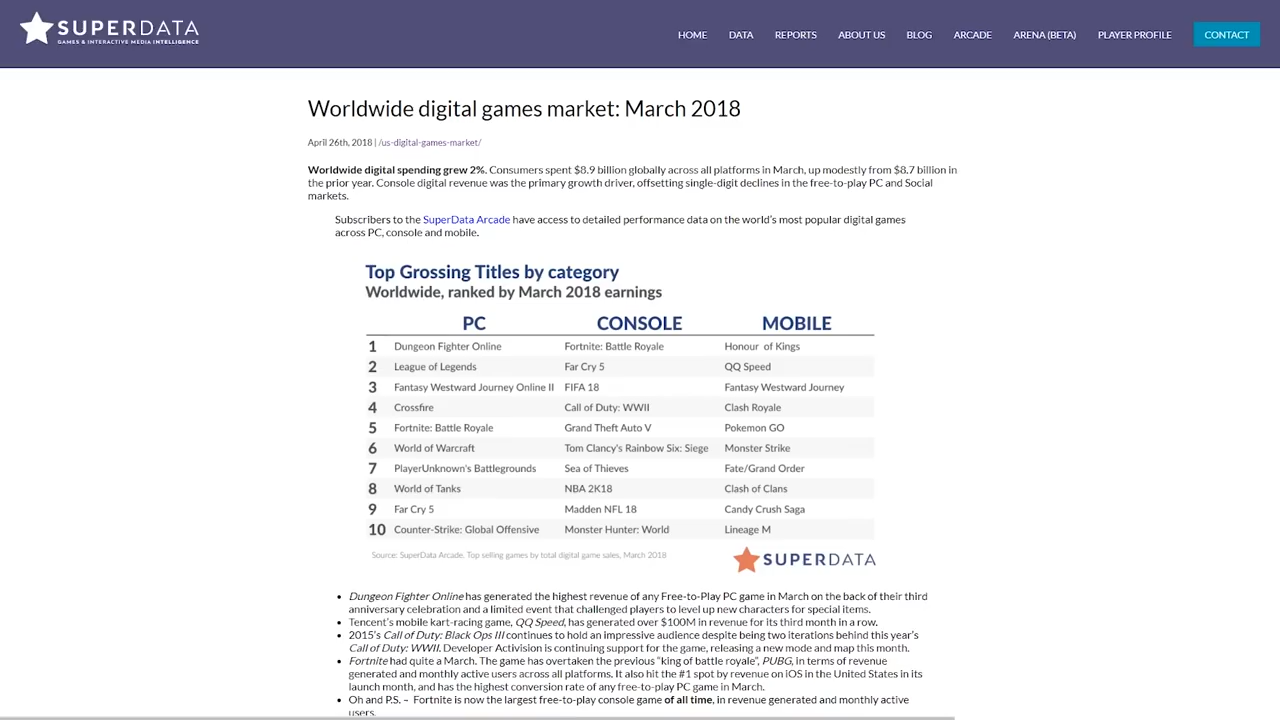 SUPERDATA
GAMES & INTERACTIVE MEDIA INTELLIGENCE
HOME DATA REPORTS ABOUT US BLOG ARCADE ARENA (BETA) PLAYER PROFILE CONTACT
Worldwide digital games market: March 2018
April 26th, 2018 | /us-digital-games-market/
Worldwide digital spending grew 2%. Consumers spent $8.9 billion globally across all platforms in March, up modestly from $8.7 billion in
the prior year. Console digital revenue was the primary growth driver, offsetting single-digit declines in the free-to-play PC and Social
markets.
Subscribers to the SuperData Arcade have access to detailed performance data on the world's most popular digital games
across PC, console and mobile.
Top Grossing Titles by category
Worldwide, ranked by March 2018 earnings
PC CONSOLE MOBILE
1 Dungeon Fighter Online Fortnite: Battle Royale Honour of Kings
2 League of Legends Far Cry 5 QQ Speed
3 Fantasy Westward Journey Online II FIFA 18 Fantasy Westward Journey
4 Crossfire Call of Duty: WWII Clash Royale
5 Fortnite: Battle Royale Grand Theft Auto V Pokemon GO
6 World of Warcraft Tom Clancy's Rainbow Six: Siege Monster Strike
7 PlayerUnknown's Battlegrounds Sea of Thieves Fate/Grand Order
8 World of Tanks NBA 2K18 Clash of Clans
9 Far Cry 5 Madden NFL 18 Candy Crush Saga
10 Counter-Strike: Global Offensive Monster Hunter: World Lineage M
Source: SuperData Arcade. Top selling games by total digital game sales, March 2018
SUPERDATA
• Dungeon Fighter Online has generated the highest revenue of any Free-to-Play PC game in March on the back of their third
anniversary celebration and a limited event that challenged players to level up new characters for special items.
• Tencent's mobile kart-racing game, QQ Speed, has generated over $100M in revenue for its third month in a row.
• 2015's Call of Duty: Black Ops III continues to hold an impressive audience despite being two iterations behind this year's
Call of Duty: WWII. Developer Activision is continuing support for the game, releasing a new mode and map this month.
• Fortnite had quite a March. The game has overtaken the previous "king of battle royale", PUBG, in terms of revenue
generated and monthly active users across all platforms. It also hit the #1 spot by revenue on iOS in the United States in its
launch month, and has the highest conversion rate of any free-to-play PC game in March.
• Oh and P.S. – Fortnite is now the largest free-to-play console game of all time, in revenue generated and monthly active
users.